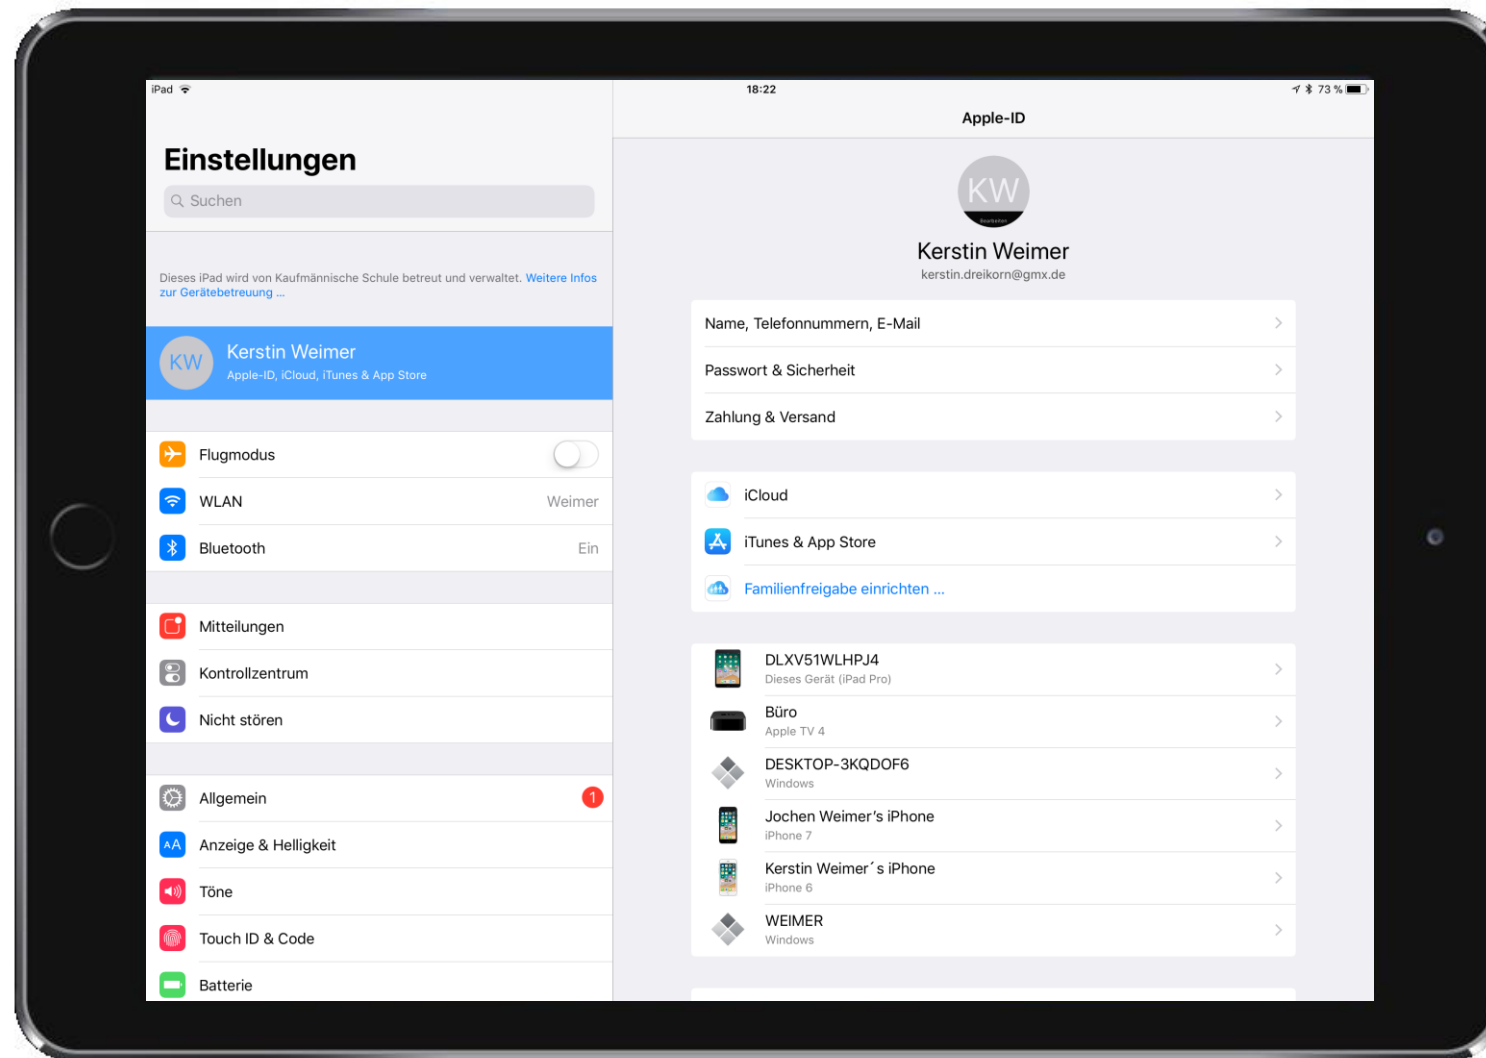 iPad
18:22
73 %
Einstellungen
Suchen
Dieses iPad wird von Kaufmännische Schule betreut und verwaltet. Weitere Infos
zur Gerätebetreuung ...
KW
Kerstin Weimer
Apple-ID, iCloud, iTunes & App Store
Flugmodus
WLAN
Weimer
Bluetooth
Ein
Mitteilungen
Kontrollzentrum
Nicht stören
Allgemein
1
AA
Anzeige & Helligkeit
Töne
Touch ID & Code
Batterie
Apple-ID
KW
Bearbeiten
Kerstin Weimer
kerstin.dreikorn@gmx.de
Name, Telefonnummern, E-Mail
Passwort & Sicherheit
Zahlung & Versand
iCloud
iTunes & App Store
Familienfreigabe einrichten ...
DLXV51WLHPJ4
Dieses Gerät (iPad Pro)
Büro
Apple TV 4
DESKTOP-3KQDOF6
Windows
Jochen Weimer's iPhone
iPhone 7
Kerstin Weimer´s iPhone
iPhone 6
WEIMER
Windows